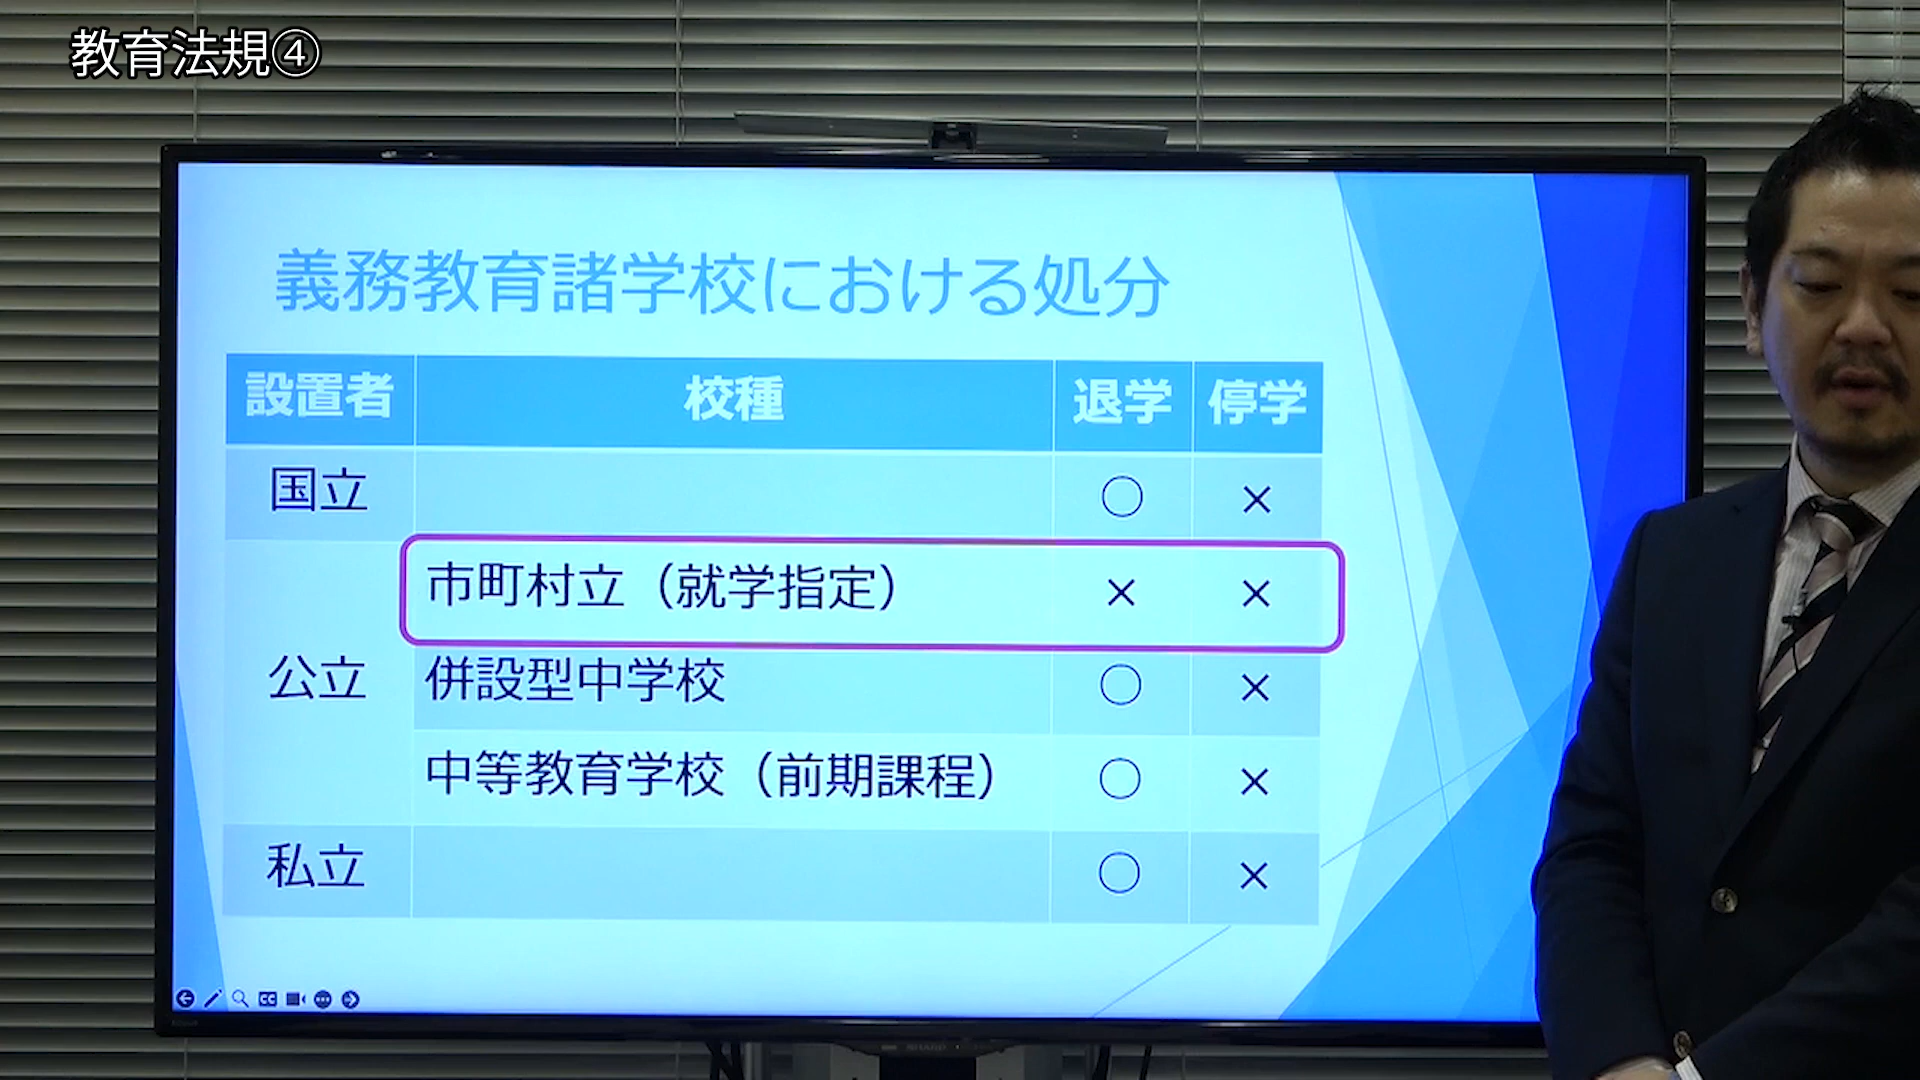 教育法規④
義務教育諸学校における処分
設置者 校種 退学 停学
国立 ○ ×
市町村立（就学指定） × ×
公立 併設型中学校 ○ ×
中等教育学校（前期課程） ○ ×
私立 ○ ×
CC